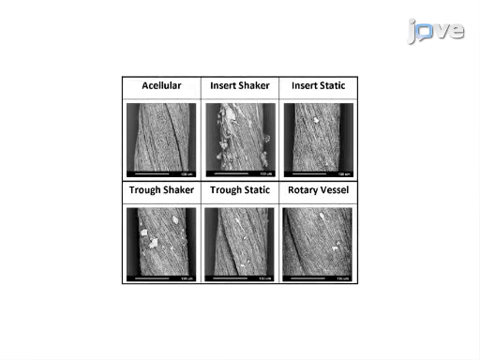 jove
Acellular
Insert Shaker
Insert Static
Trough Shaker
Trough Static
Rotary Vessel